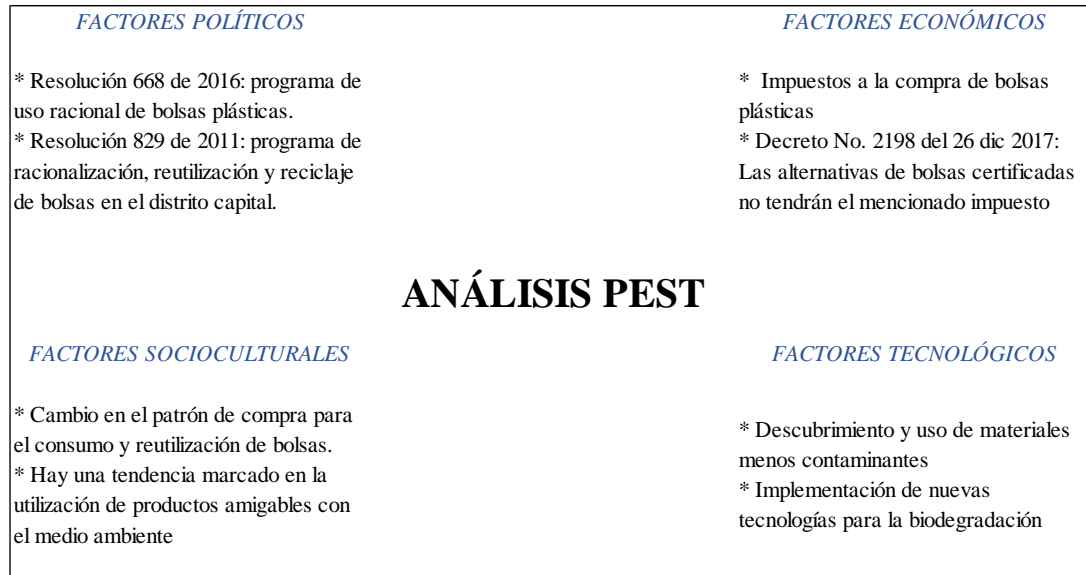 FACTORES POLÍTICOS
* Resolución 668 de 2016: programa de
uso racional de bolsas plásticas.
* Resolución 829 de 2011: programa de
racionalización, reutilización y reciclaje
de bolsas en el distrito capital.
FACTORES ECONÓMICOS
* Impuestos a la compra de bolsas
plásticas
* Decreto No. 2198 del 26 dic 2017:
Las alternativas de bolsas certificadas
no tendrán el mencionado impuesto
ANÁLISIS PEST
FACTORES SOCIOCULTURALES
* Cambio en el patrón de compra para
el consumo y reutilización de bolsas.
* Hay una tendencia marcado en la
utilización de productos amigables con
el medio ambiente
FACTORES TECNOLÓGICOS
* Descubrimiento y uso de materiales
menos contaminantes
* Implementación de nuevas
tecnologías para la biodegradación